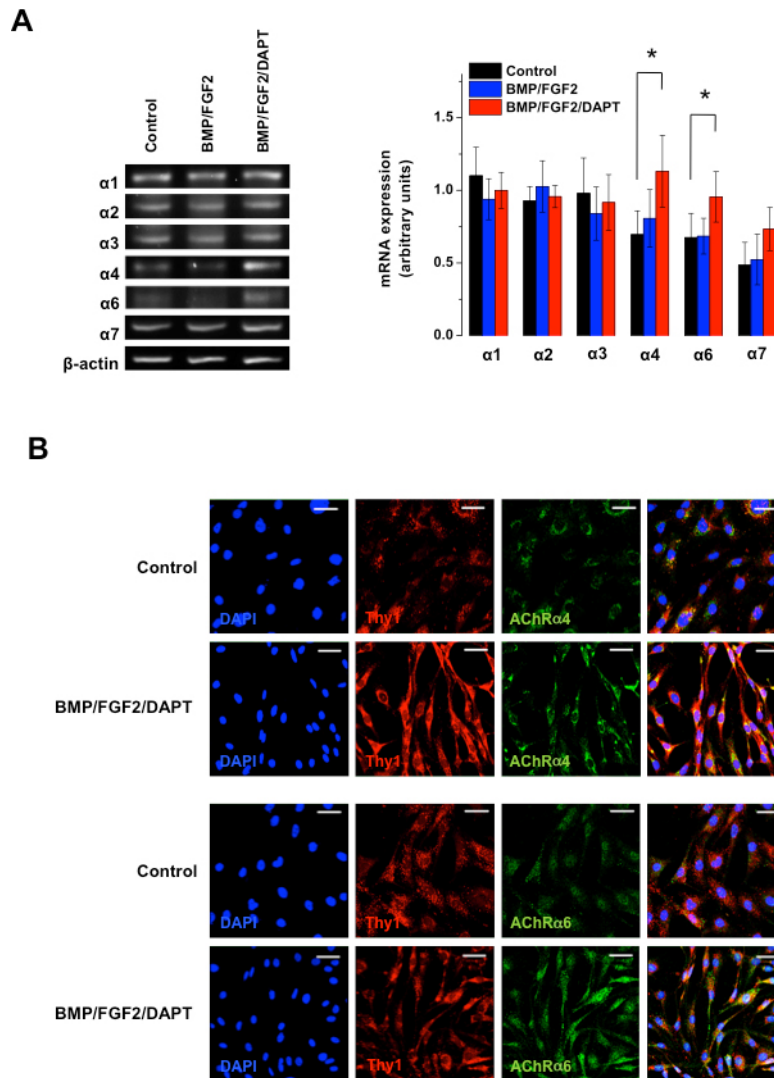 A
Control
BMP/FGF2
BMP/FGF2/DAPT
α1
α2
α3
α4
α6
α7
β-actin
Control
BMP/FGF2
BMP/FGF2/DAPT
*
*
mRNA expression
(arbitrary units)
1.5
1.0
0.5
0.0
α1 α2 α3 α4 α6 α7
B
Control
DAPI Thy1 AChRα4
BMP/FGF2/DAPT
DAPI Thy1 AChRα4
Control
DAPI Thy1 AChRα6
BMP/FGF2/DAPT
DAPI Thy1 AChRα6